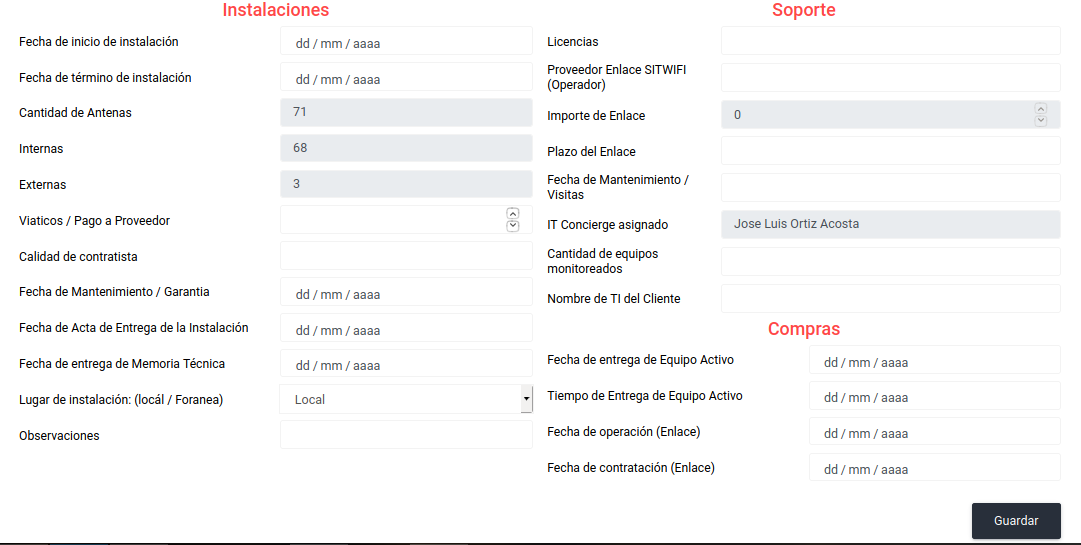 Instalaciones
Fecha de inicio de instalación dd / mm / aaaa
Fecha de término de instalación dd / mm / aaaa
Cantidad de Antenas 71
Internas 68
Externas 3
Viaticos / Pago a Proveedor
Calidad de contratista
Fecha de Mantenimiento / Garantia dd / mm / aaaa
Fecha de Acta de Entrega de la Instalación dd / mm / aaaa
Fecha de entrega de Memoria Técnica dd / mm / aaaa
Lugar de instalación: (locál / Foranea) Local
Observaciones
Soporte
Licencias
Proveedor Enlace SITWIFI
(Operador)
Importe de Enlace 0
Plazo del Enlace
Fecha de Mantenimiento /
Visitas
IT Concierge asignado Jose Luis Ortiz Acosta
Cantidad de equipos
monitoreados
Nombre de TI del Cliente
Compras
Fecha de entrega de Equipo Activo dd / mm / aaaa
Tiempo de Entrega de Equipo Activo dd / mm / aaaa
Fecha de operación (Enlace) dd / mm / aaaa
Fecha de contratación (Enlace) dd / mm / aaaa
Guardar